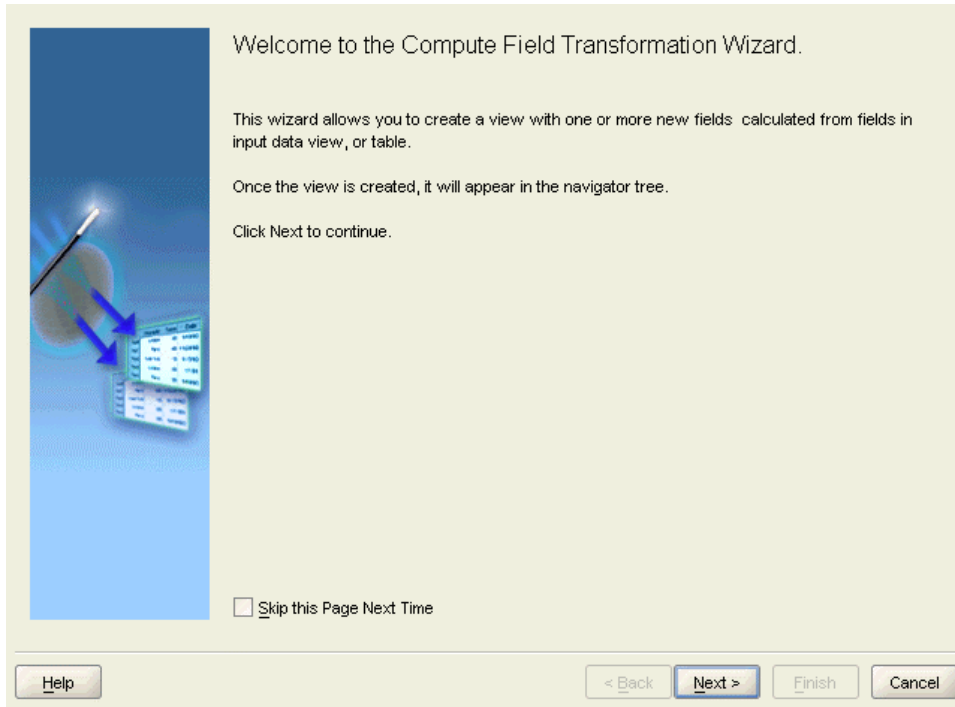 Welcome to the Compute Field Transformation Wizard.
This wizard allows you to create a view with one or more new fields  calculated from fields in
input data view, or table.
Once the view is created, it will appear in the navigator tree.
Click Next to continue.
Skip this Page Next Time
Help
< Back
Next >
Finish
Cancel